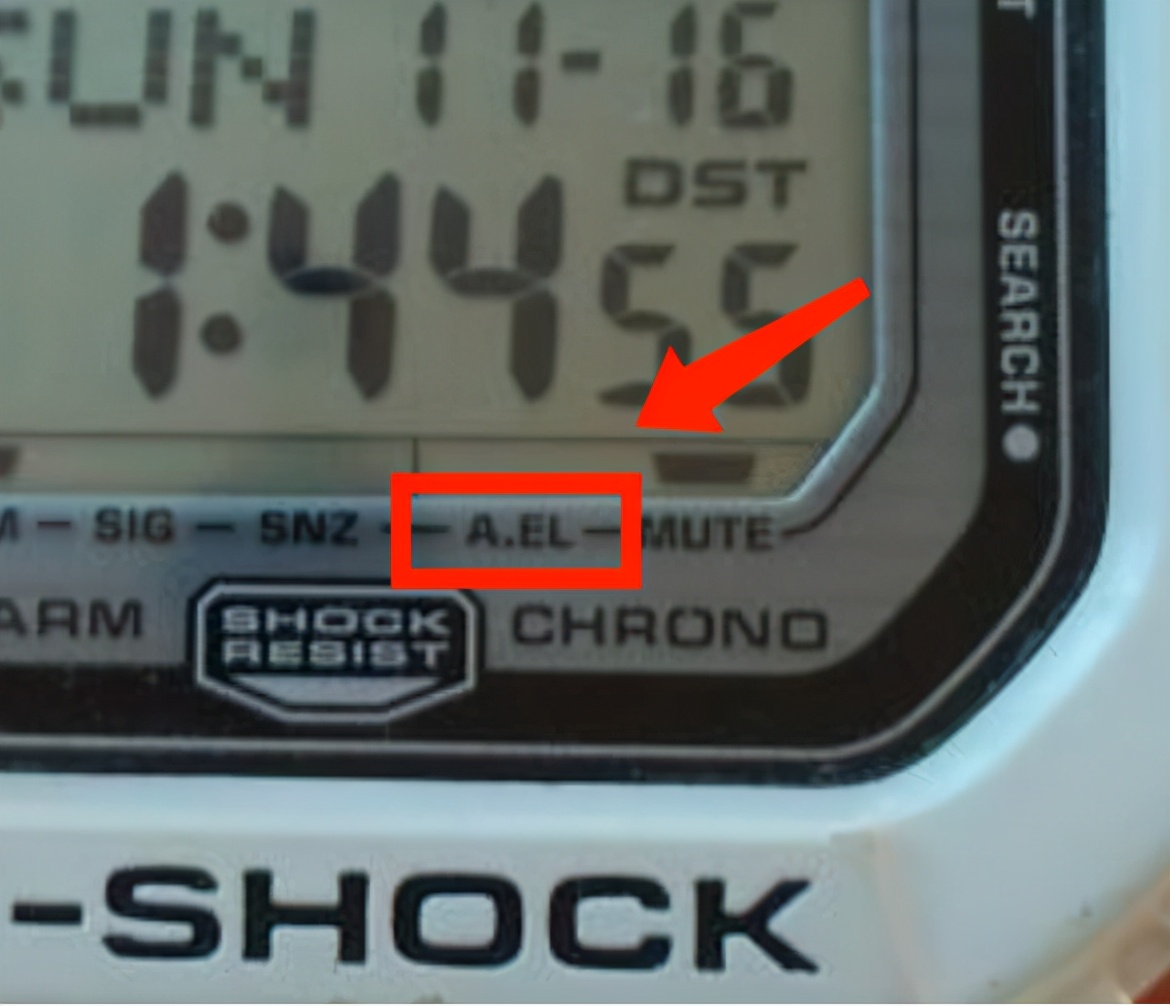 SUN 11-16
DST
1:44 55
SEARCH
SIG - SNZ - A.EL - MUTE
ARM
SHOCK
RESIST
CHRONO
-SHOCK